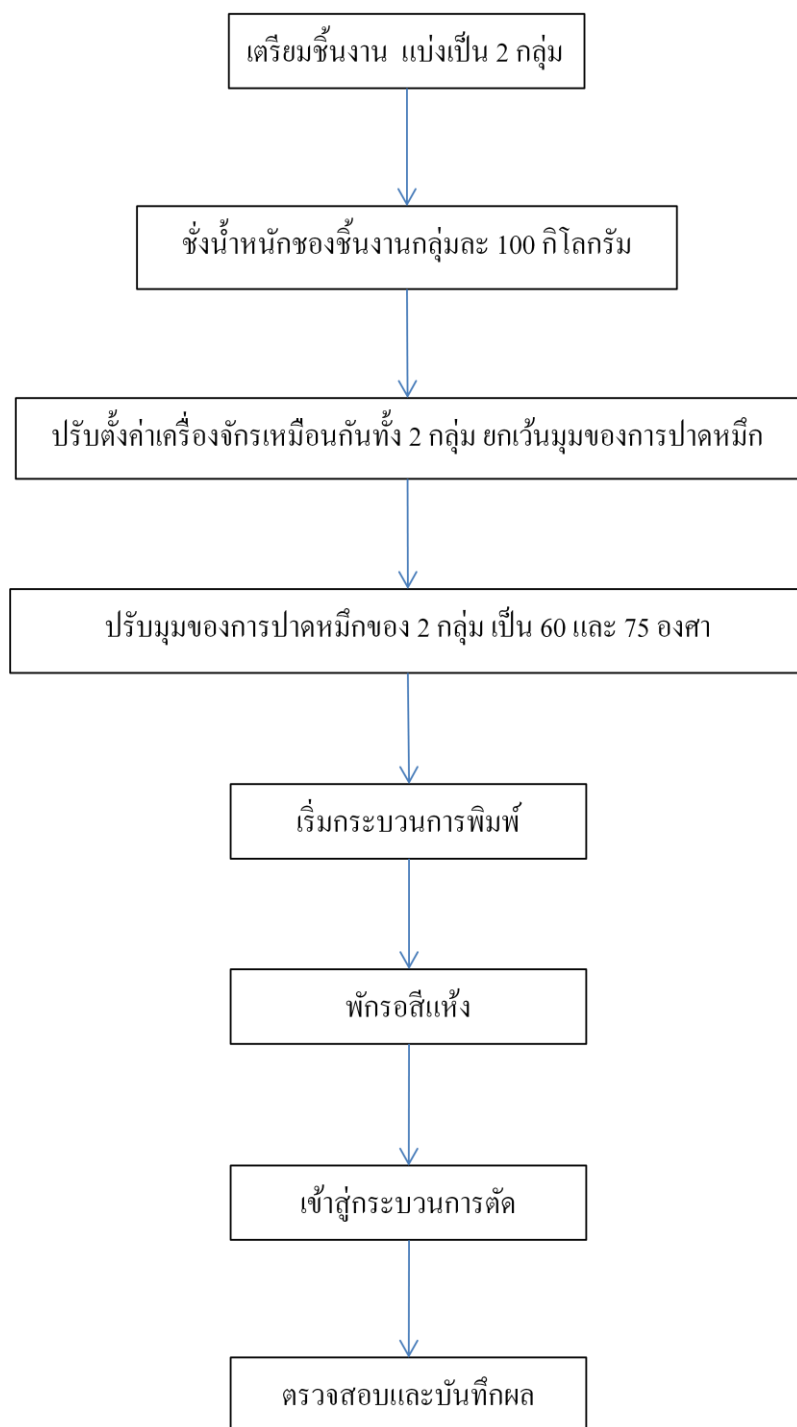 เตรียมชิ้นงาน แบ่งเป็น 2 กลุ่ม
ชั่งน้ำหนักชองชิ้นงานกลุ่มละ 100 กิโลกรัม
ปรับตั้งค่าเครื่องจักรเหมือนกันทั้ง 2 กลุ่ม ยกเว้นมุมของการปาดหมึก
ปรับมุมของการปาดหมึกของ 2 กลุ่ม เป็น 60 และ 75 องศา
เริ่มกระบวนการพิมพ์
พักรอสีแห้ง
เข้าสู่กระบวนการตัด
ตรวจสอบและบันทึกผล